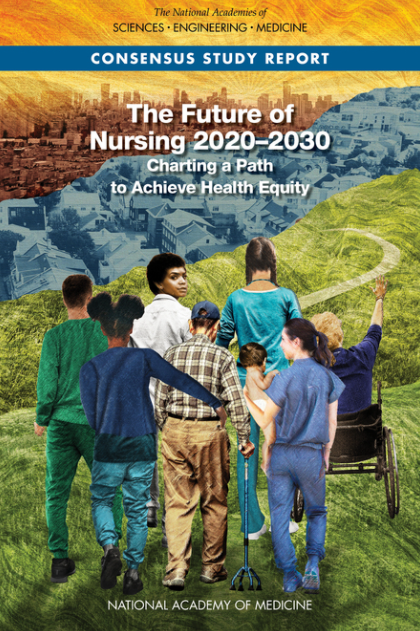 The National Academies of
SCIENCES · ENGINEERING · MEDICINE
CONSENSUS STUDY REPORT
The Future of
Nursing 2020–2030
Charting a Path
to Achieve Health Equity
NATIONAL ACADEMY OF MEDICINE